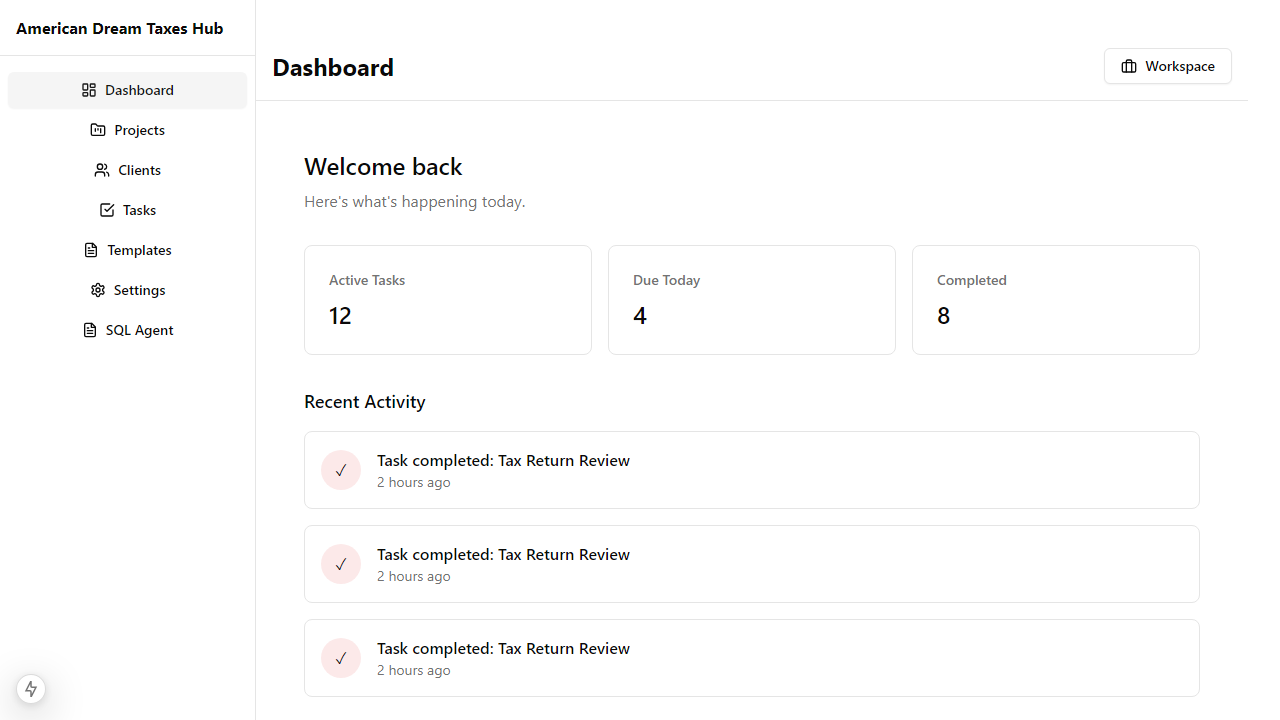 American Dream Taxes Hub
Dashboard
Projects
Clients
Tasks
Templates
Settings
SQL Agent
Dashboard
Workspace
Welcome back
Here's what's happening today.
Active Tasks
12
Due Today
4
Completed
8
Recent Activity
✓
Task completed: Tax Return Review
2 hours ago
✓
Task completed: Tax Return Review
2 hours ago
✓
Task completed: Tax Return Review
2 hours ago